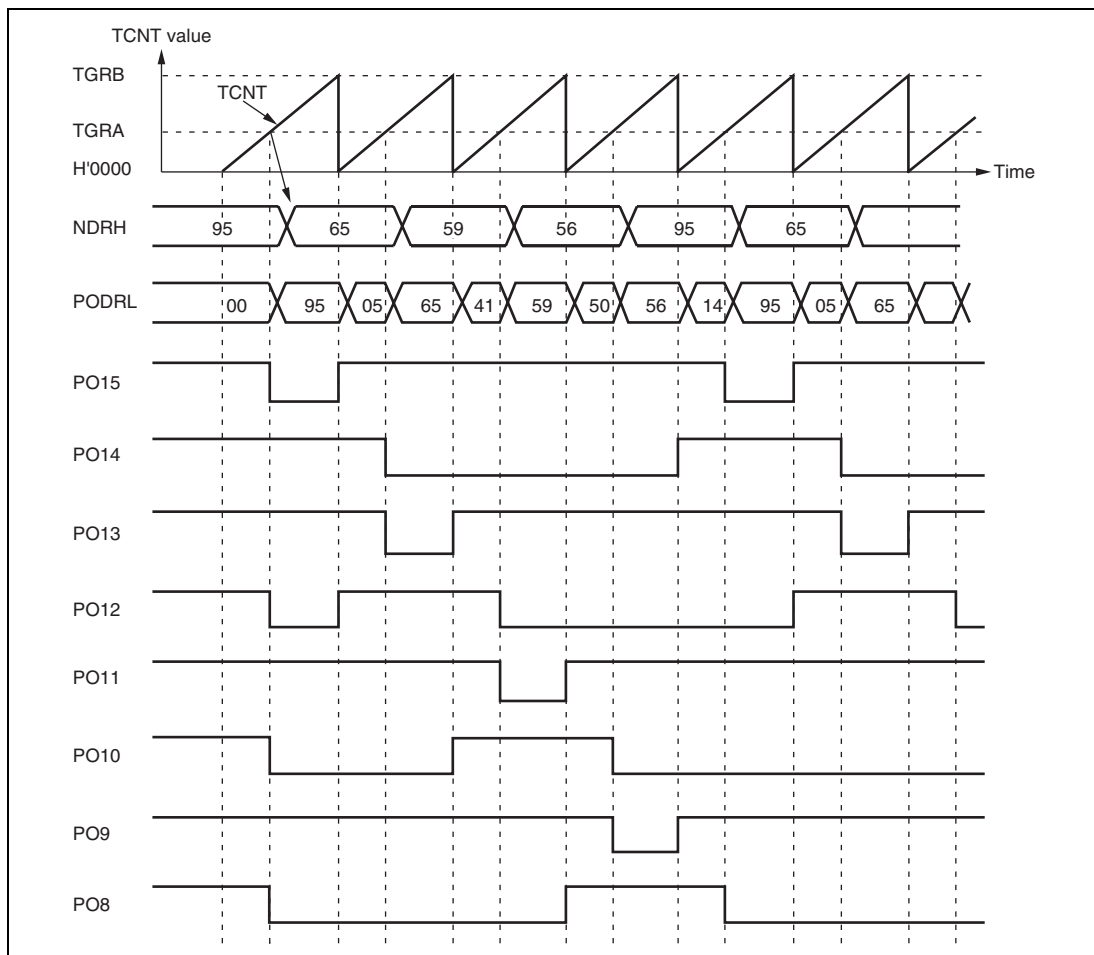 TCNT value
TGRB
TCNT
TGRA
H'0000
Time
NDRH 95 65 59 56 95 65
PODRL 00 95 05 65 41 59 50 56 14 95 05 65
PO15
PO14
PO13
PO12
PO11
PO10
PO9
PO8